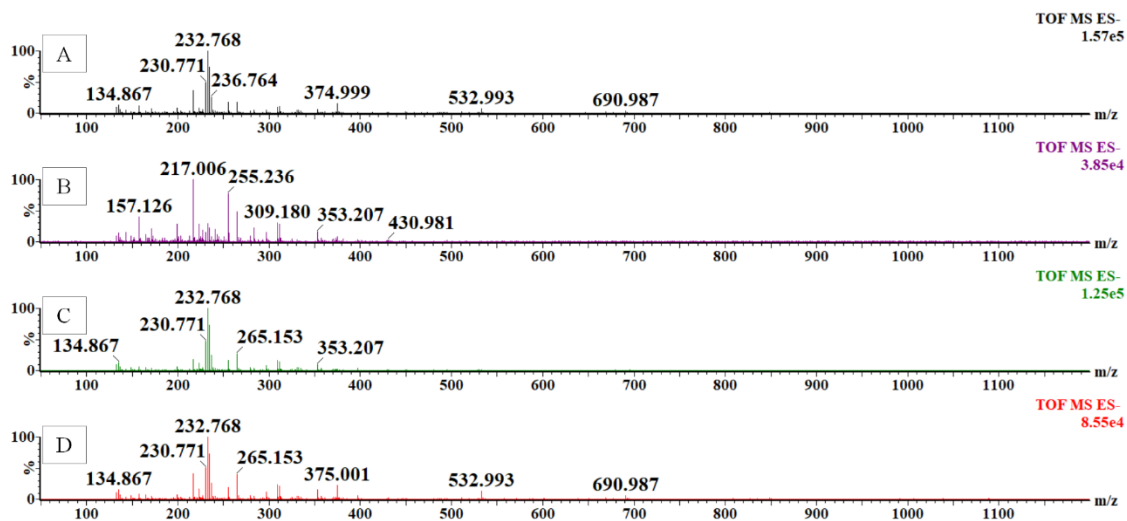 TOF MS ES-
1.57e5
100
A
%
0
232.768
230.771
236.764
134.867
374.999
532.993
690.987
100 200 300 400 500 600 700 800 900 1000 1100
m/z
TOF MS ES-
3.85e4
100
B
%
0
217.006
255.236
157.126
309.180
353.207
430.981
100 200 300 400 500 600 700 800 900 1000 1100
m/z
TOF MS ES-
1.25e5
100
C
%
0
232.768
230.771
265.153
134.867
353.207
100 200 300 400 500 600 700 800 900 1000 1100
m/z
TOF MS ES-
8.55e4
100
D
%
0
232.768
230.771
265.153
134.867
375.001
532.993
690.987
100 200 300 400 500 600 700 800 900 1000 1100
m/z